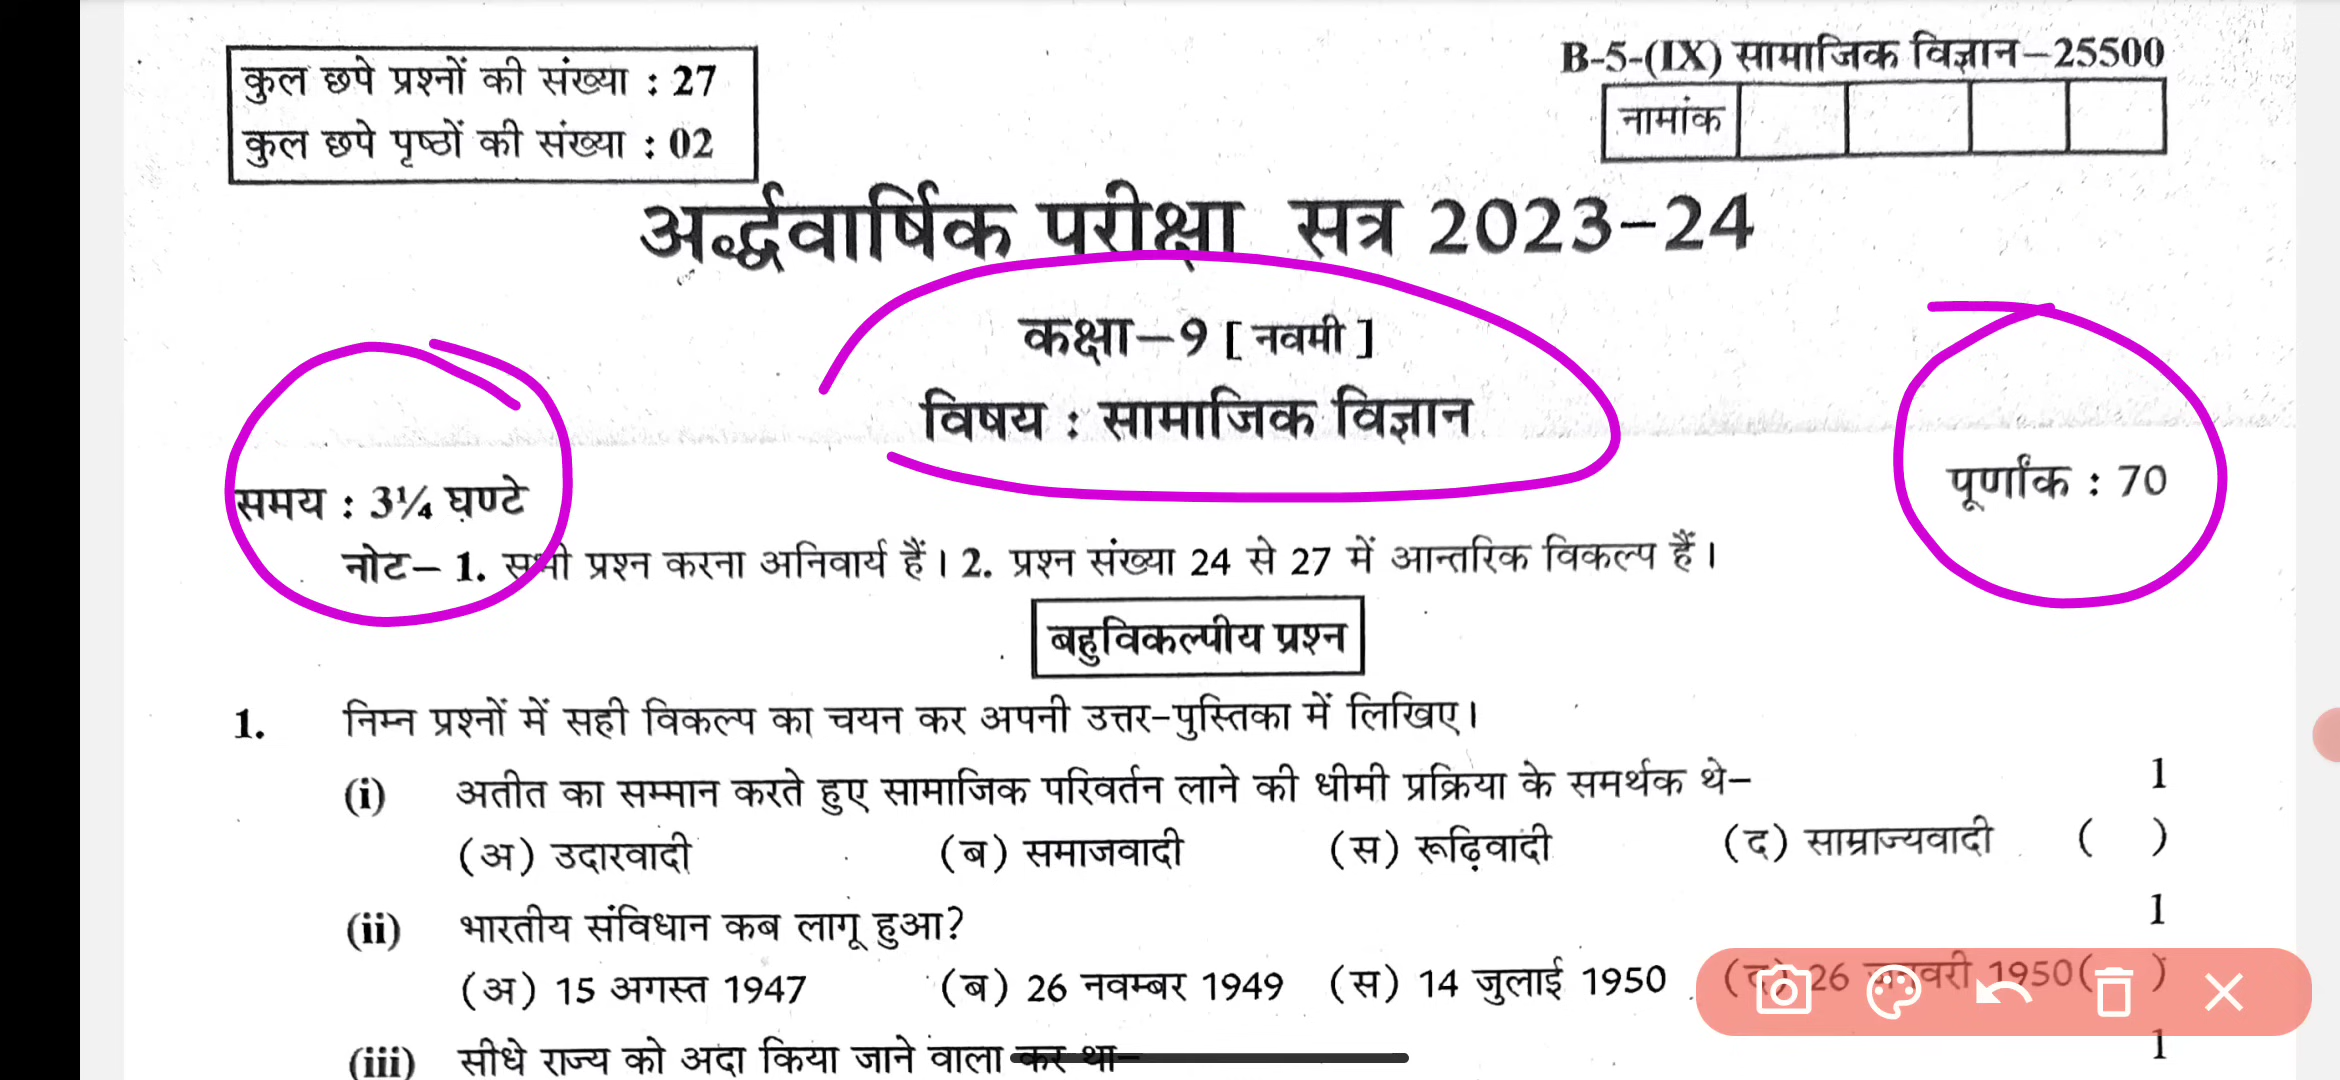 कुल छपे प्रश्नों की संख्या : 27
कुल छपे पृष्ठों की संख्या : 02
B-5-(IX) सामाजिक विज्ञान–25500
नामांक
अर्द्धवार्षिक परीक्षा सत्र 2023-24
कक्षा–9 [ नवमी ]
विषय : सामाजिक विज्ञान
समय : 3¼ घण्टे
पूर्णांक : 70
नोट– 1. सभी प्रश्न करना अनिवार्य हैं। 2. प्रश्न संख्या 24 से 27 में आन्तरिक विकल्प हैं।
बहुविकल्पीय प्रश्न
1. निम्न प्रश्नों में सही विकल्प का चयन कर अपनी उत्तर-पुस्तिका में लिखिए।
(i) अतीत का सम्मान करते हुए सामाजिक परिवर्तन लाने की धीमी प्रक्रिया के समर्थक थे– 1
(अ) उदारवादी (ब) समाजवादी (स) रूढ़िवादी (द) साम्राज्यवादी ( )
(ii) भारतीय संविधान कब लागू हुआ? 1
(अ) 15 अगस्त 1947 (ब) 26 नवम्बर 1949 (स) 14 जुलाई 1950 (द) 26 जनवरी 1950 ( )
(iii) सीधे राज्य को अदा किया जाने वाला कर था– 1